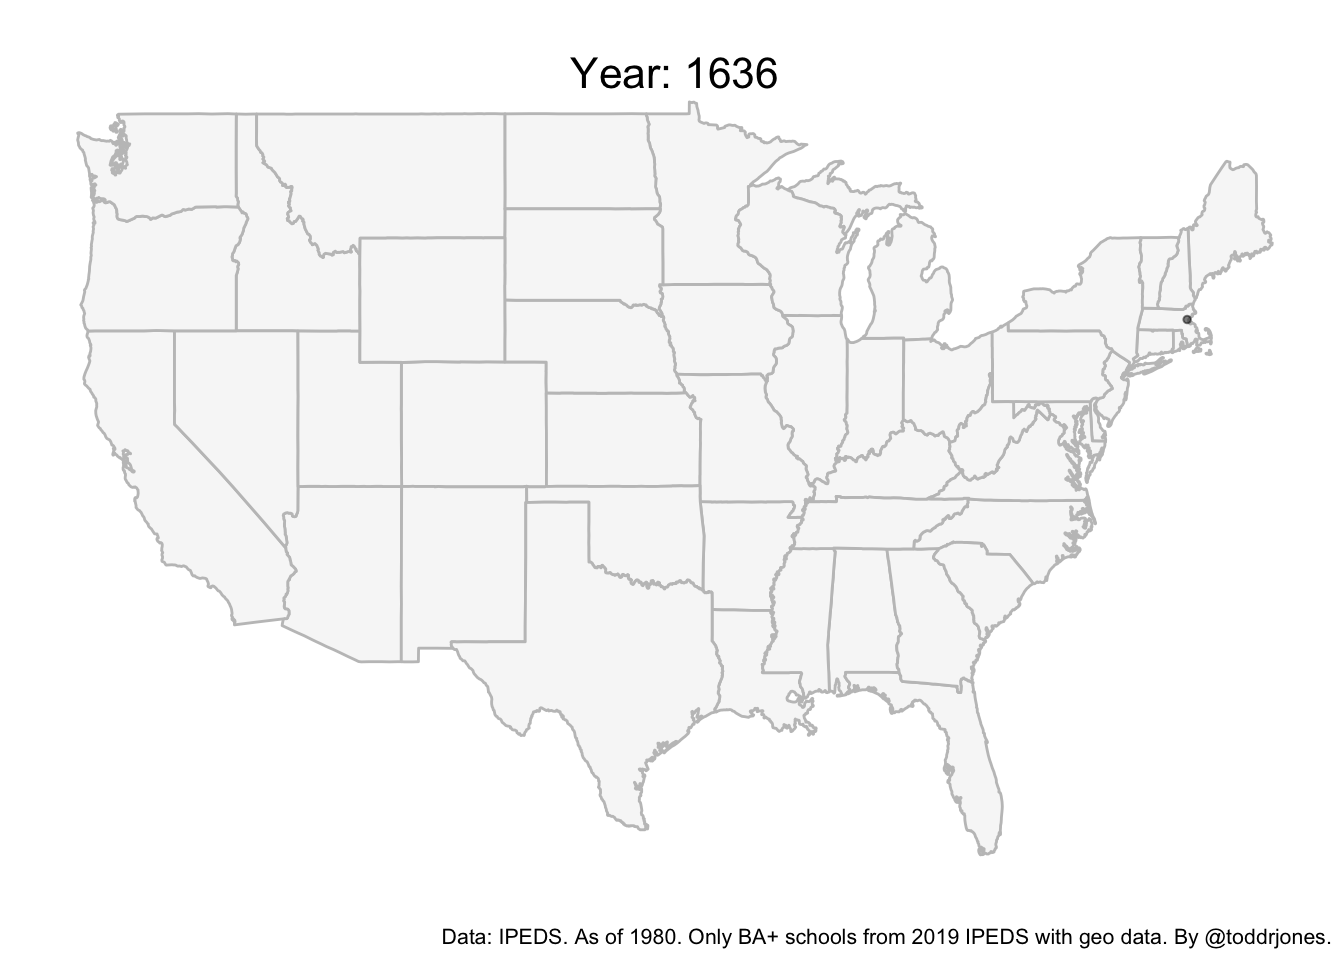 Year: 1636
Data: IPEDS. As of 1980. Only BA+ schools from 2019 IPEDS with geo data. By @toddrjones.